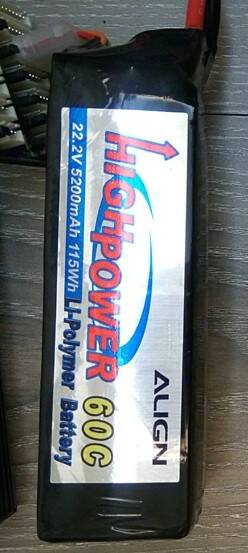 ALIGN
HIGHPOWER 60C
22.2V 5200mAh 115Wh Li-Polymer Battery